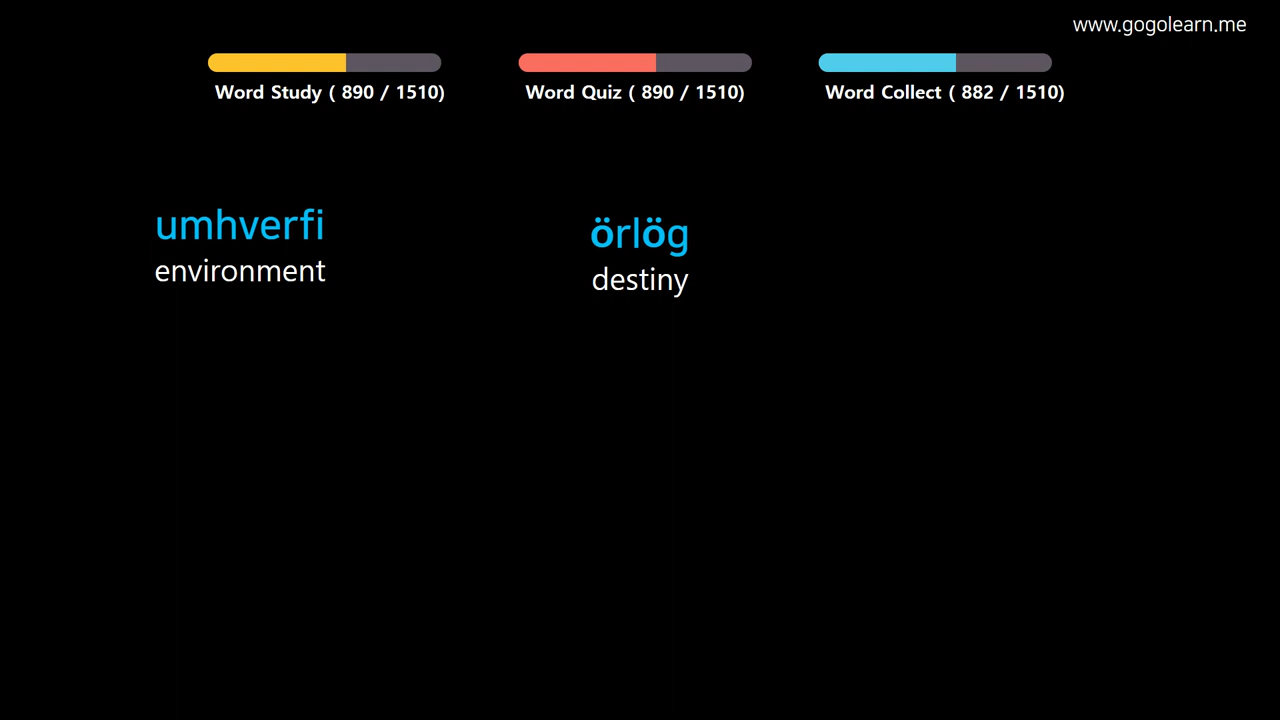 www.gogolearn.me
Word Study ( 890 / 1510)
Word Quiz ( 890 / 1510)
Word Collect ( 882 / 1510)
umhverfi
environment
örlög
destiny